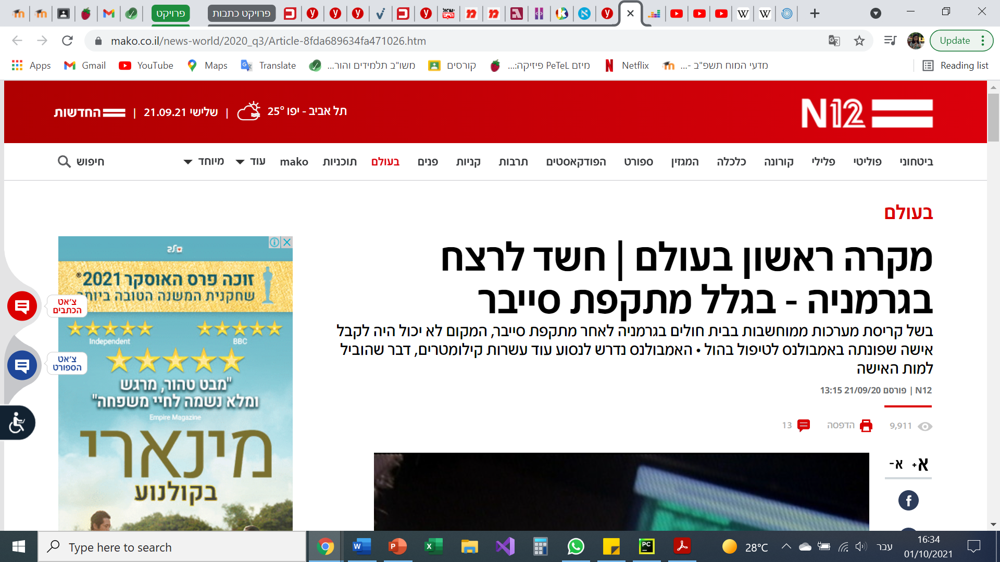 פרויקט
פרויקט כתבות
mako.co.il/news-world/2020_q3/Article-8fda689634fa471026.htm
Update
Apps
Gmail
YouTube
Maps
Translate
משו"ב תלמידים והור...
קורסים
מיזם PeTeL פיזיקה:...
Netflix
מדעי המוח תשפ"ב -...
Reading list
N12
תל אביב - יפו 25°
שלישי 21.09.21
החדשות
ביטחוני פוליטי פלילי קורונה כלכלה המגזין ספורט הפודקאסטים תרבות קניות פנים בעולם תוכניות mako עוד מיוחד חיפוש
בעולם
מקרה ראשון בעולם | חשד לרצח
בגרמניה - בגלל מתקפת סייבר
בשל קריסת מערכות ממוחשבות בבית חולים בגרמניה לאחר מתקפת סייבר, המקום לא יכול היה לקבל
אישה שפונתה באמבולנס לטיפול בהול • האמבולנס נדרש לנסוע עוד עשרות קילומטרים, דבר שהוביל
למות האישה
N12 | פורסם 21/09/20 13:15
9,911
הדפסה
13
א+ א-
לב
זוכה פרס האוסקר 2021®
שחקנית המשנה הטובה ביותר
Independent
BBC
"מבט טהור, מרגש
ומלא נשמה לחיי משפחה"
Empire Magazine
מינארי
בקולנוע
צ'אט
הכתבים
צ'אט
הספורט
Type here to search
28°C
עבר
16:34
01/10/2021